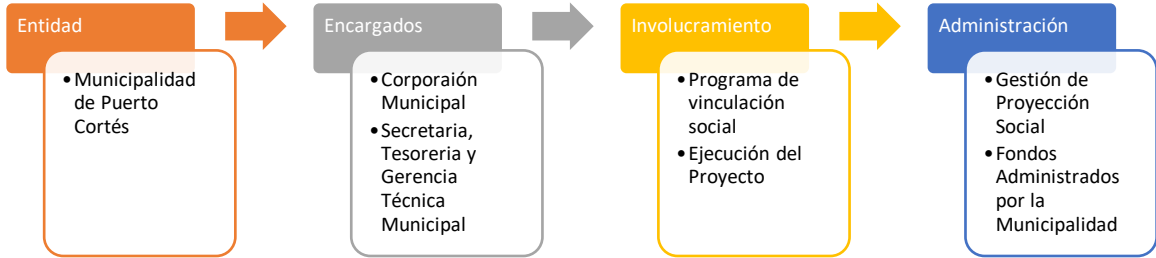 Entidad
•Municipalidad
de Puerto
Cortés
Encargados
•Corporaión
Municipal
•Secretaria,
Tesoreria y
Gerencia
Técnica
Municipal
Involucramiento
•Programa de
vinculación
social
•Ejecución del
Proyecto
Administración
•Gestión de
Proyección
Social
•Fondos
Administrados
por la
Municipalidad